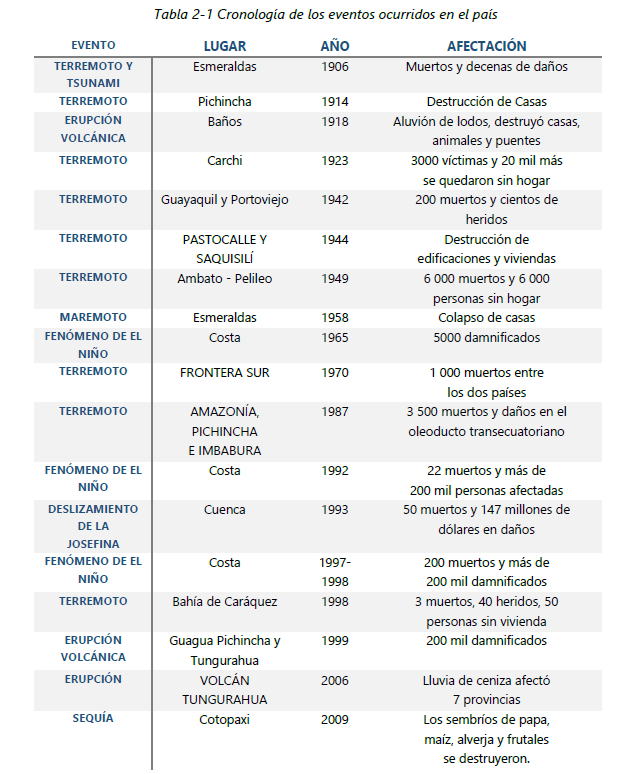 Tabla 2-1 Cronología de los eventos ocurridos en el país
EVENTO LUGAR AÑO AFECTACIÓN
TERREMOTO Y TSUNAMI Esmeraldas 1906 Muertos y decenas de daños
TERREMOTO Pichincha 1914 Destrucción de Casas
ERUPCIÓN VOLCÁNICA Baños 1918 Aluvión de lodos, destruyó casas, animales y puentes
TERREMOTO Carchi 1923 3000 víctimas y 20 mil más se quedaron sin hogar
TERREMOTO Guayaquil y Portoviejo 1942 200 muertos y cientos de heridos
TERREMOTO PASTOCALLE Y SAQUISILÍ 1944 Destrucción de edificaciones y viviendas
TERREMOTO Ambato - Pelileo 1949 6 000 muertos y 6 000 personas sin hogar
MAREMOTO Esmeraldas 1958 Colapso de casas
FENÓMENO DE EL NIÑO Costa 1965 5000 damnificados
TERREMOTO FRONTERA SUR 1970 1 000 muertos entre los dos países
TERREMOTO AMAZONÍA, PICHINCHA E IMBABURA 1987 3 500 muertos y daños en el oleoducto transecuatoriano
FENÓMENO DE EL NIÑO Costa 1992 22 muertos y más de 200 mil personas afectadas
DESLIZAMIENTO DE LA JOSEFINA Cuenca 1993 50 muertos y 147 millones de dólares en daños
FENÓMENO DE EL NIÑO Costa 1997-1998 200 muertos y más de 200 mil damnificados
TERREMOTO Bahía de Caráquez 1998 3 muertos, 40 heridos, 50 personas sin vivienda
ERUPCIÓN VOLCÁNICA Guagua Pichincha y Tungurahua 1999 200 mil damnificados
ERUPCIÓN VOLCÁN TUNGURAHUA 2006 Lluvia de ceniza afectó 7 provincias
SEQUÍA Cotopaxi 2009 Los sembríos de papa, maíz, alverja y frutales se destruyeron.